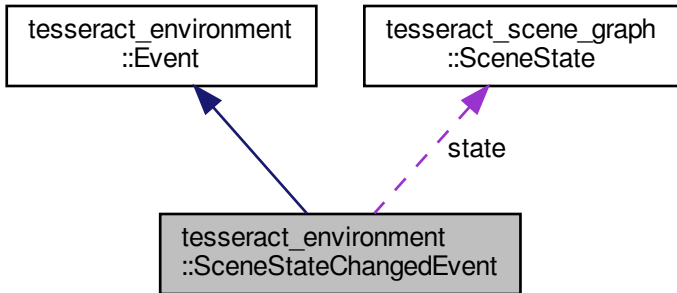 tesseract_environment
::Event
tesseract_scene_graph
::SceneState
state
tesseract_environment
::SceneStateChangedEvent